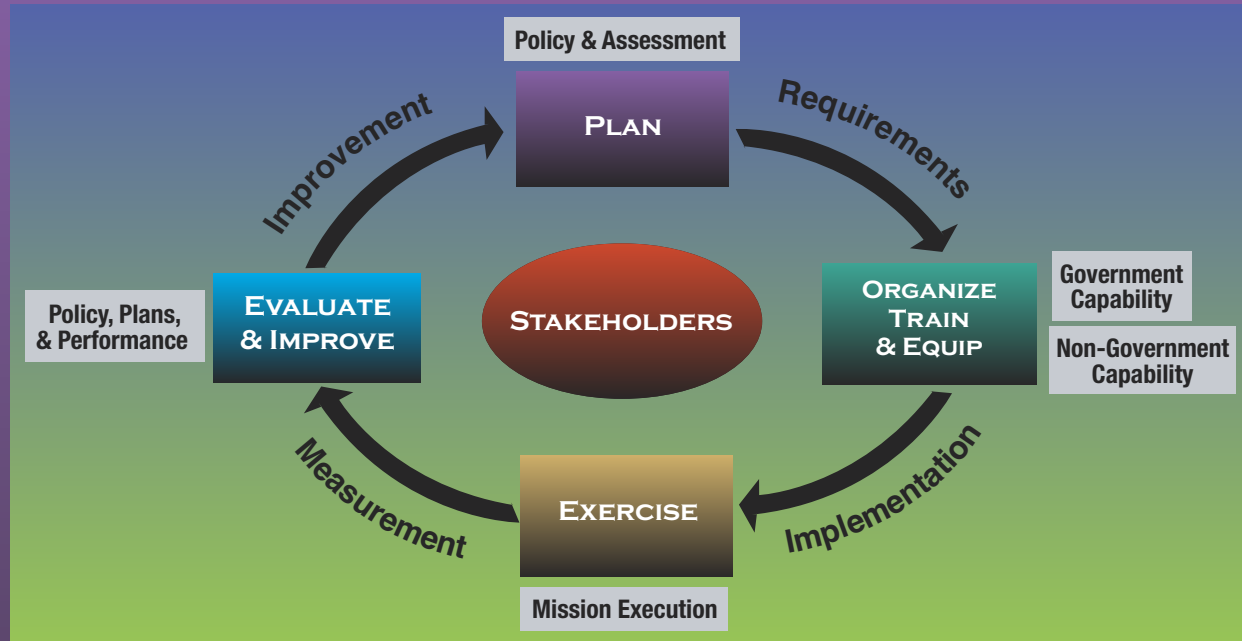 Policy & Assessment
PLAN
Requirements
ORGANIZE
TRAIN
& EQUIP
Government
Capability
Non-Government
Capability
Implementation
EXERCISE
Mission Execution
Measurement
EVALUATE
& IMPROVE
Policy, Plans,
& Performance
Improvement
STAKEHOLDERS